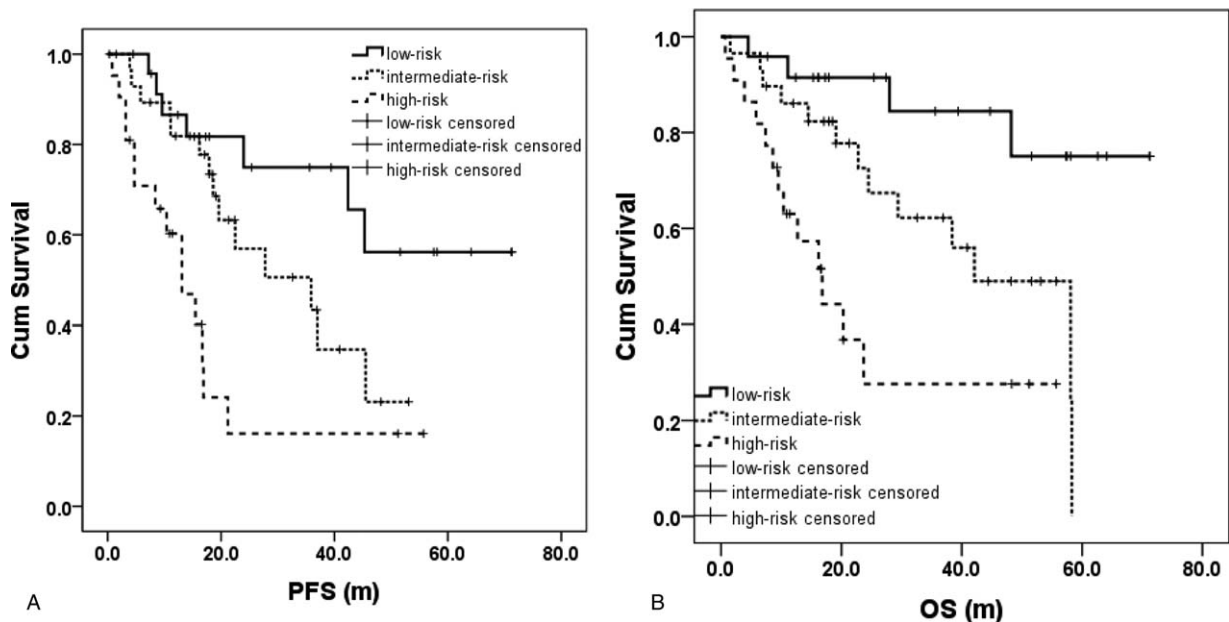 1.0
0.8
0.6
0.4
0.2
0.0
Cum Survival
low-risk
intermediate-risk
high-risk
low-risk censored
intermediate-risk censored
high-risk censored
0.0 20.0 40.0 60.0 80.0
PFS (m)
A
1.0
0.8
0.6
0.4
0.2
0.0
Cum Survival
low-risk
intermediate-risk
high-risk
low-risk censored
intermediate-risk censored
high-risk censored
0.0 20.0 40.0 60.0 80.0
OS (m)
B